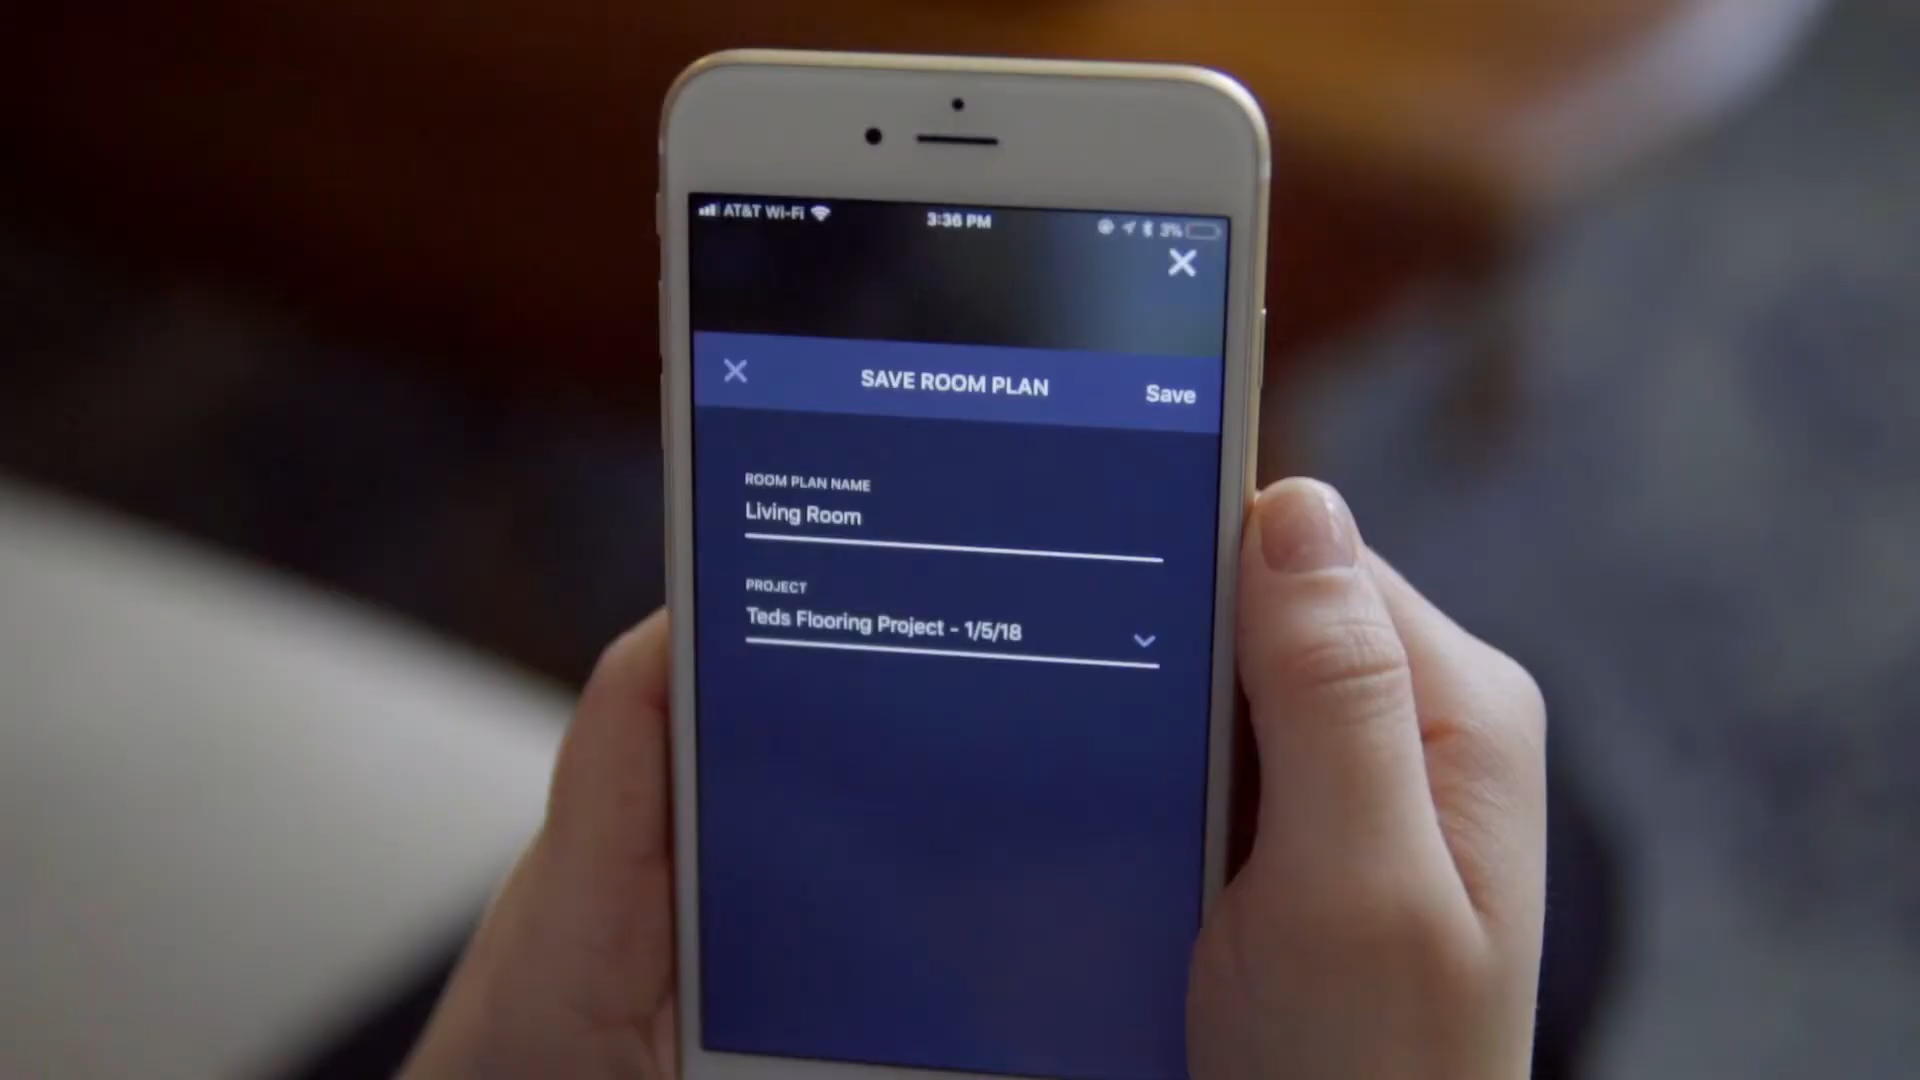 AT&T Wi-Fi 3:36 PM 3%
SAVE ROOM PLAN Save
ROOM PLAN NAME
Living Room
PROJECT
Teds Flooring Project - 1/5/18